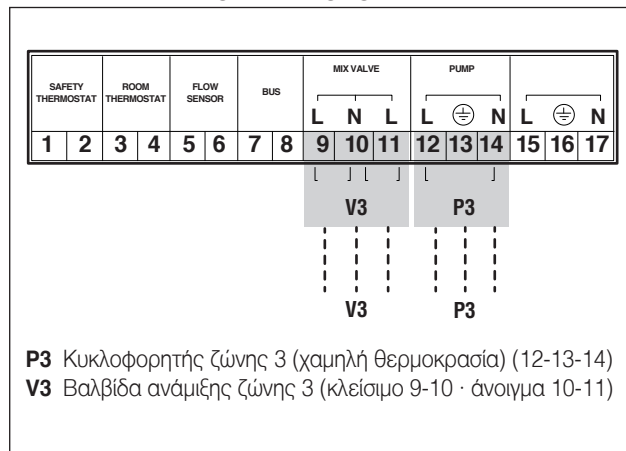 SAFETY THERMOSTAT
ROOM THERMOSTAT
FLOW SENSOR
BUS
MIX VALVE
PUMP
L N L L N L N
1 2 3 4 5 6 7 8 9 10 11 12 13 14 15 16 17
V3 P3
V3 P3
P3 Κυκλοφορητής ζώνης 3 (χαμηλή θερμοκρασία) (12-13-14)
V3 Βαλβίδα ανάμιξης ζώνης 3 (κλείσιμο 9-10 · άνοιγμα 10-11)